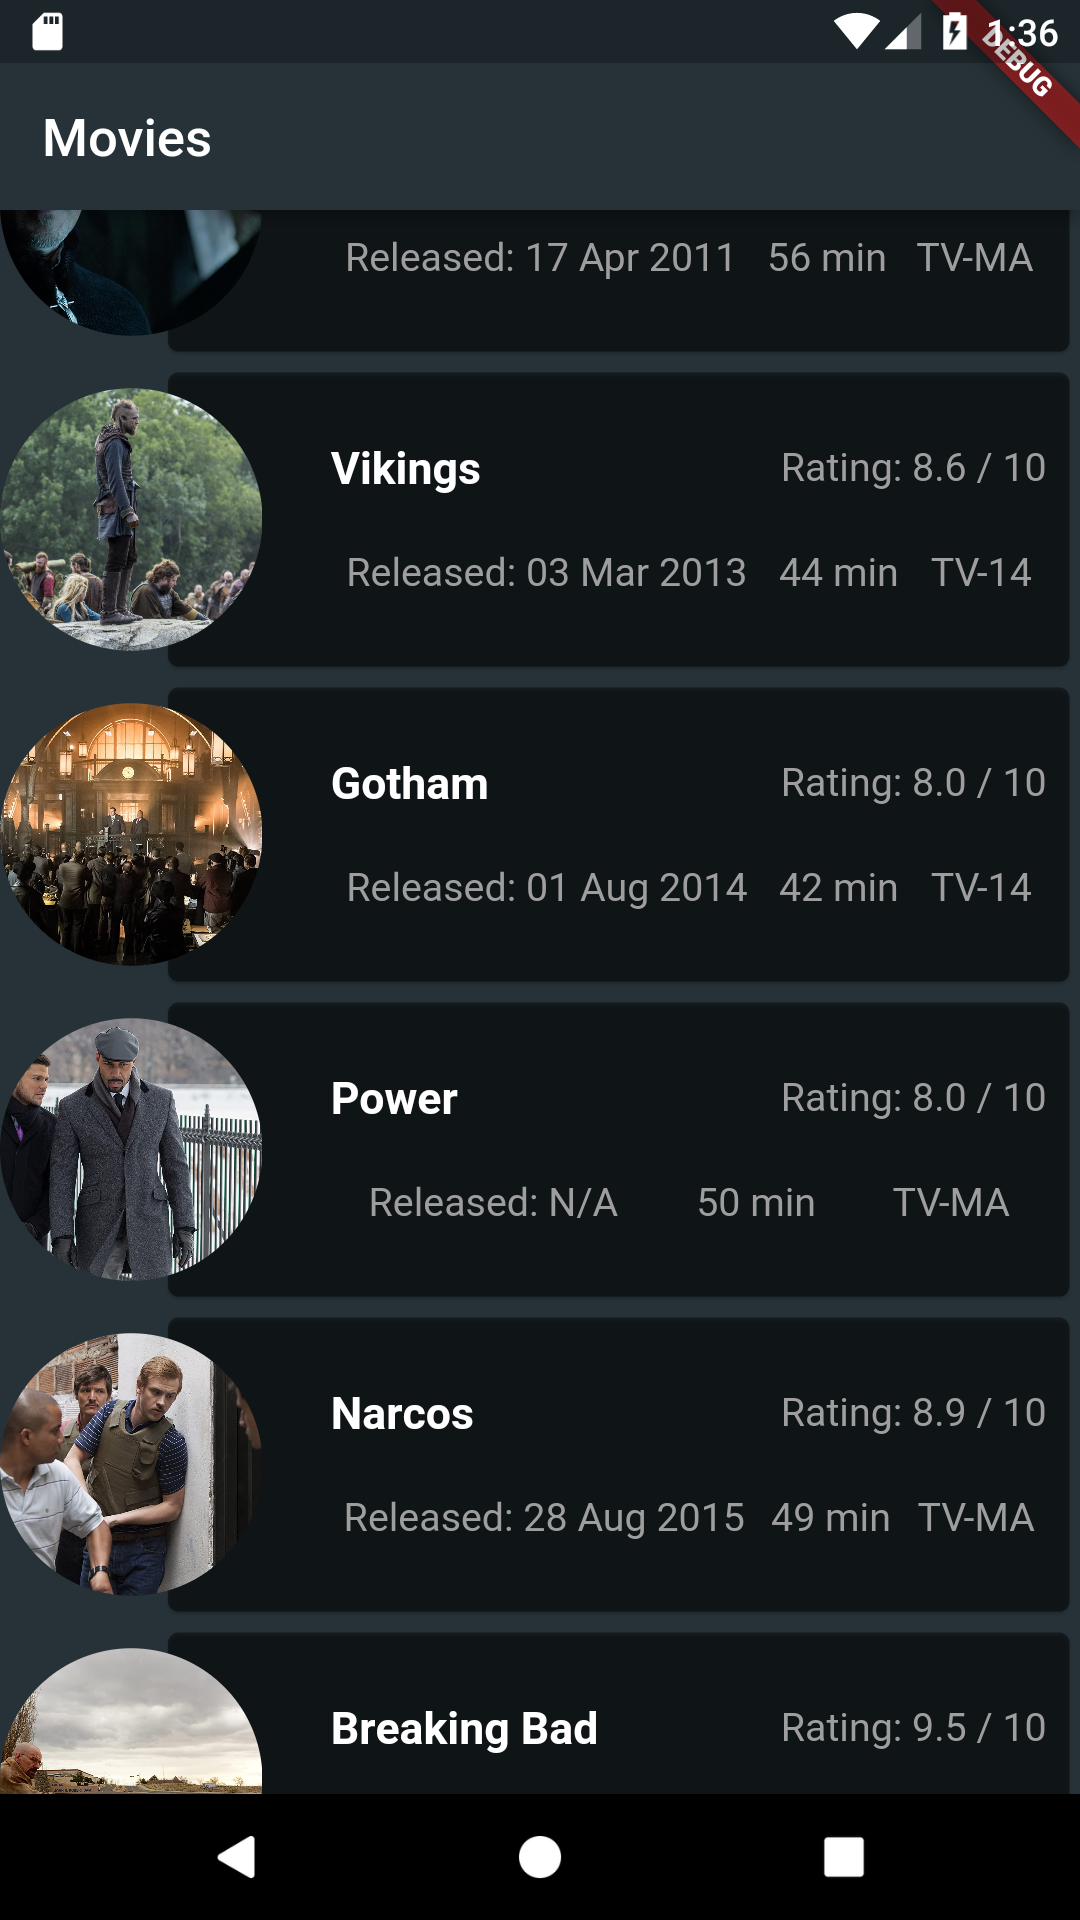 1:36
DEBUG
Movies
Released: 17 Apr 2011 56 min TV-MA
Vikings Rating: 8.6 / 10
Released: 03 Mar 2013 44 min TV-14
Gotham Rating: 8.0 / 10
Released: 01 Aug 2014 42 min TV-14
Power Rating: 8.0 / 10
Released: N/A 50 min TV-MA
Narcos Rating: 8.9 / 10
Released: 28 Aug 2015 49 min TV-MA
Breaking Bad Rating: 9.5 / 10